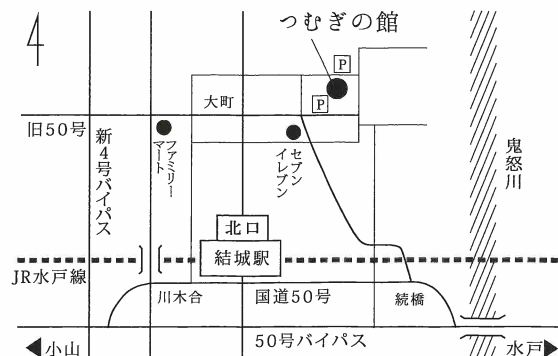 つむぎの館
P
P
大町
旧50号
新4号バイパス
ファミリー
マート
セブン
イレブン
鬼怒川
北口
結城駅
JR水戸線
川木合
国道50号
続橋
50号バイパス
小山
水戸